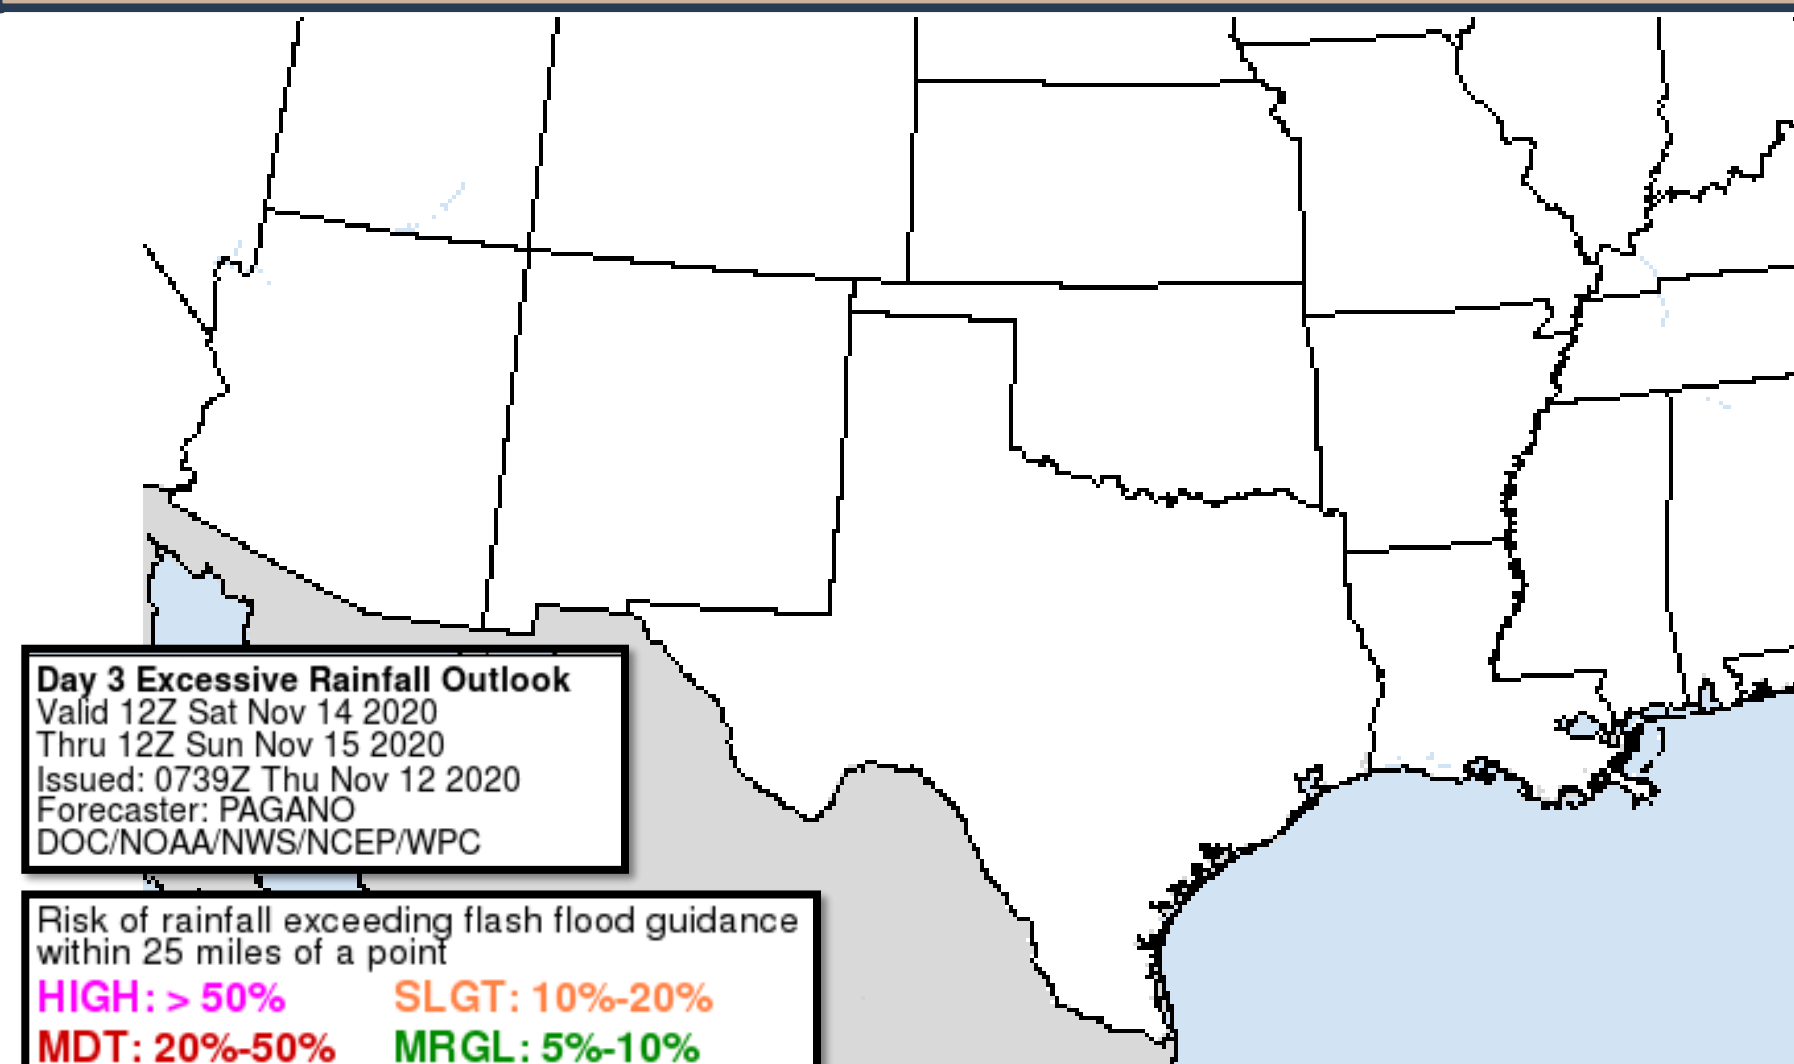 Day 3 Excessive Rainfall Outlook
Valid 12Z Sat Nov 14 2020
Thru 12Z Sun Nov 15 2020
Issued: 0739Z Thu Nov 12 2020
Forecaster: PAGANO
DOC/NOAA/NWS/NCEP/WPC
Risk of rainfall exceeding flash flood guidance
within 25 miles of a point
HIGH: > 50% SLGT: 10%-20%
MDT: 20%-50% MRGL: 5%-10%